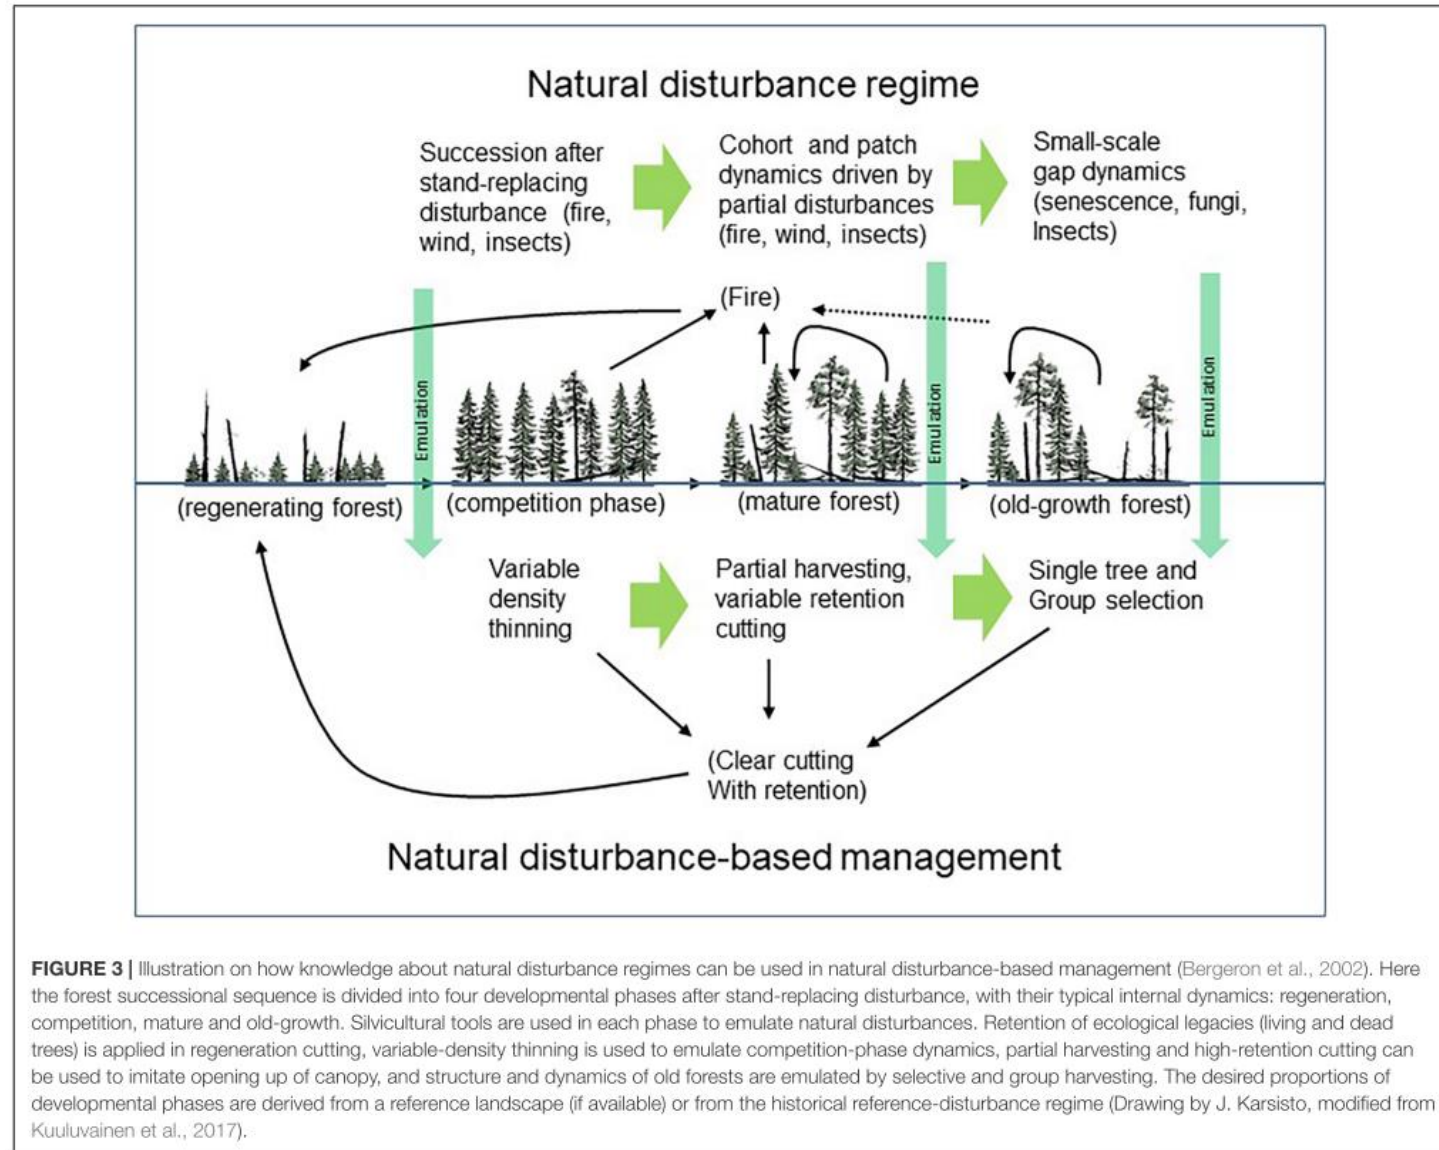 Natural disturbance regime
Succession after
stand-replacing
disturbance (fire,
wind, insects)
Cohort and patch
dynamics driven by
partial disturbances
(fire, wind, insects)
Small-scale
gap dynamics
(senescence, fungi,
Insects)
(Fire)
Emulation
Emulation
Emulation
(regenerating forest)
(competition phase)
(mature forest)
(old-growth forest)
Variable
density
thinning
Partial harvesting,
variable retention
cutting
Single tree and
Group selection
(Clear cutting
With retention)
Natural disturbance-based management
FIGURE 3 | Illustration on how knowledge about natural disturbance regimes can be used in natural disturbance-based management (Bergeron et al., 2002). Here
the forest successional sequence is divided into four developmental phases after stand-replacing disturbance, with their typical internal dynamics: regeneration,
competition, mature and old-growth. Silvicultural tools are used in each phase to emulate natural disturbances. Retention of ecological legacies (living and dead
trees) is applied in regeneration cutting, variable-density thinning is used to emulate competition-phase dynamics, partial harvesting and high-retention cutting can
be used to imitate opening up of canopy, and structure and dynamics of old forests are emulated by selective and group harvesting. The desired proportions of
developmental phases are derived from a reference landscape (if available) or from the historical reference-disturbance regime (Drawing by J. Karsisto, modified from
Kuuluvainen et al., 2017).